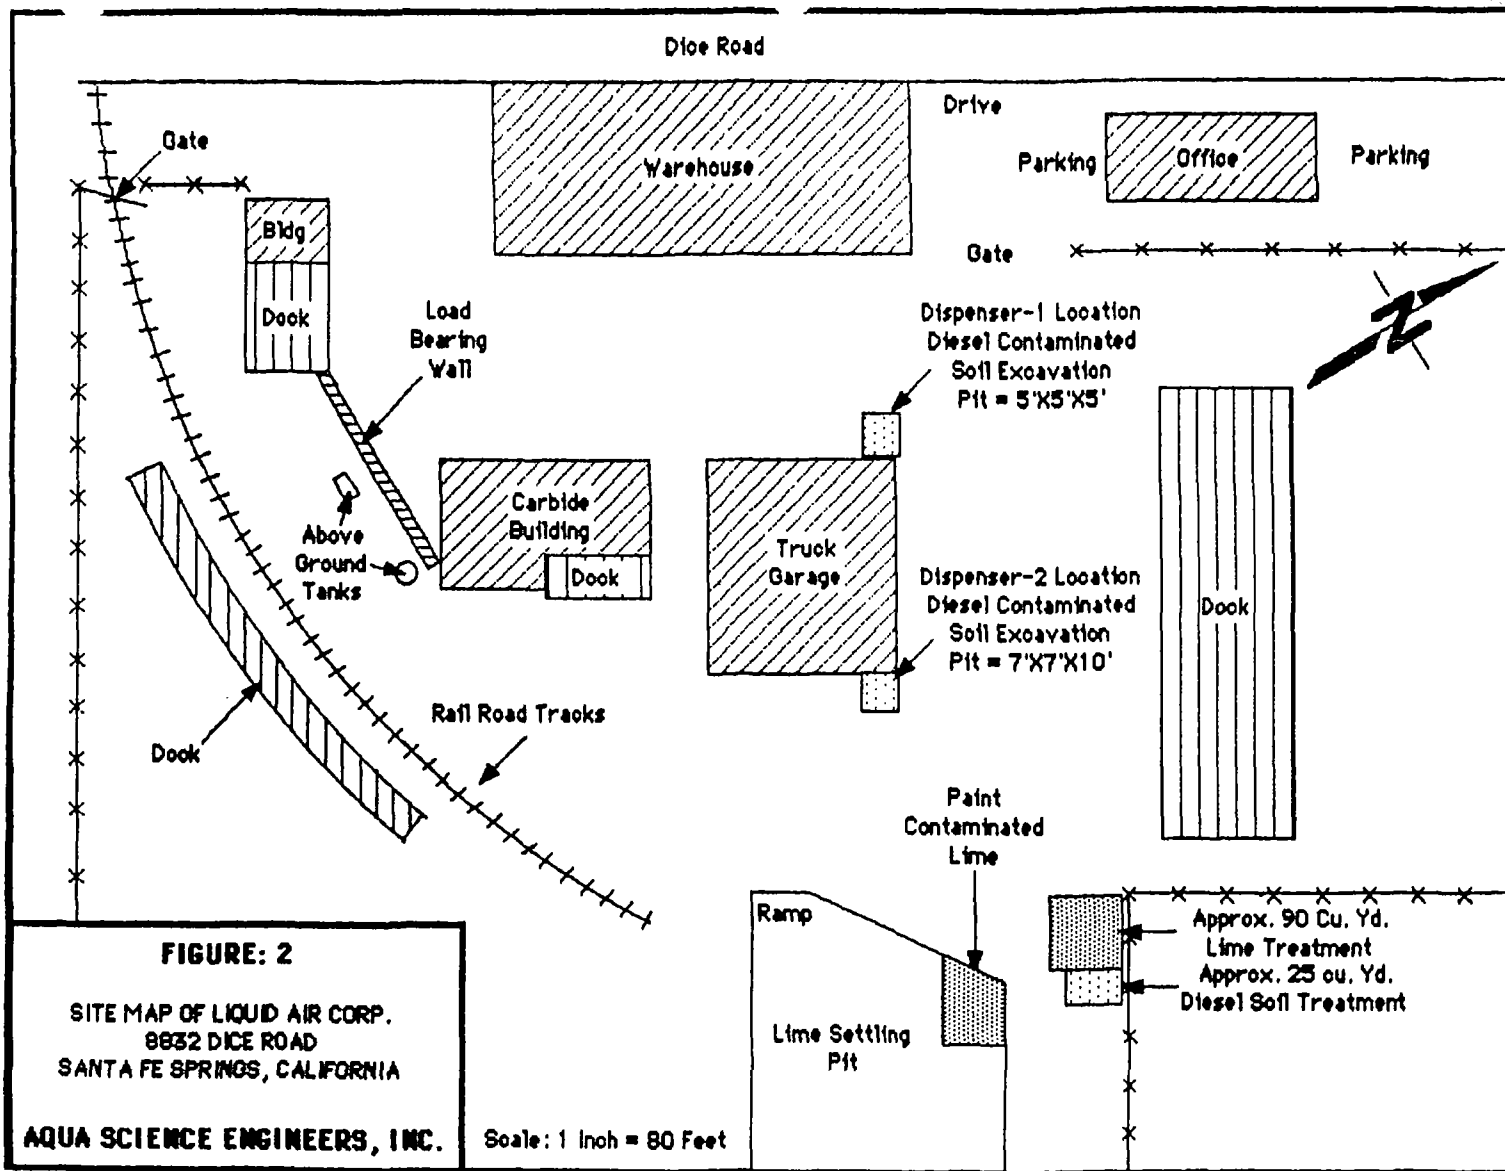 Dice Road
Drive
Gate
Warehouse
Parking
Office
Parking
Bldg
Gate
Dock
Load
Bearing
Wall
Dispenser-1 Location
Diesel Contaminated
Soil Excavation
Pit = 5'X5'X5'
Carbide
Building
Dock
Above
Ground
Tanks
Truck
Garage
Dispenser-2 Location
Diesel Contaminated
Soil Excavation
Pit = 7'X7'X10'
Dock
Rail Road Tracks
Dock
Paint
Contaminated
Lime
Ramp
Approx. 90 Cu. Yd.
Lime Treatment
Approx. 25 cu. Yd.
Diesel Soil Treatment
Lime Settling
Pit
FIGURE: 2
SITE MAP OF LIQUID AIR CORP.
8832 DICE ROAD
SANTA FE SPRINGS, CALIFORNIA
AQUA SCIENCE ENGINEERS, INC.
Scale: 1 Inch = 80 Feet